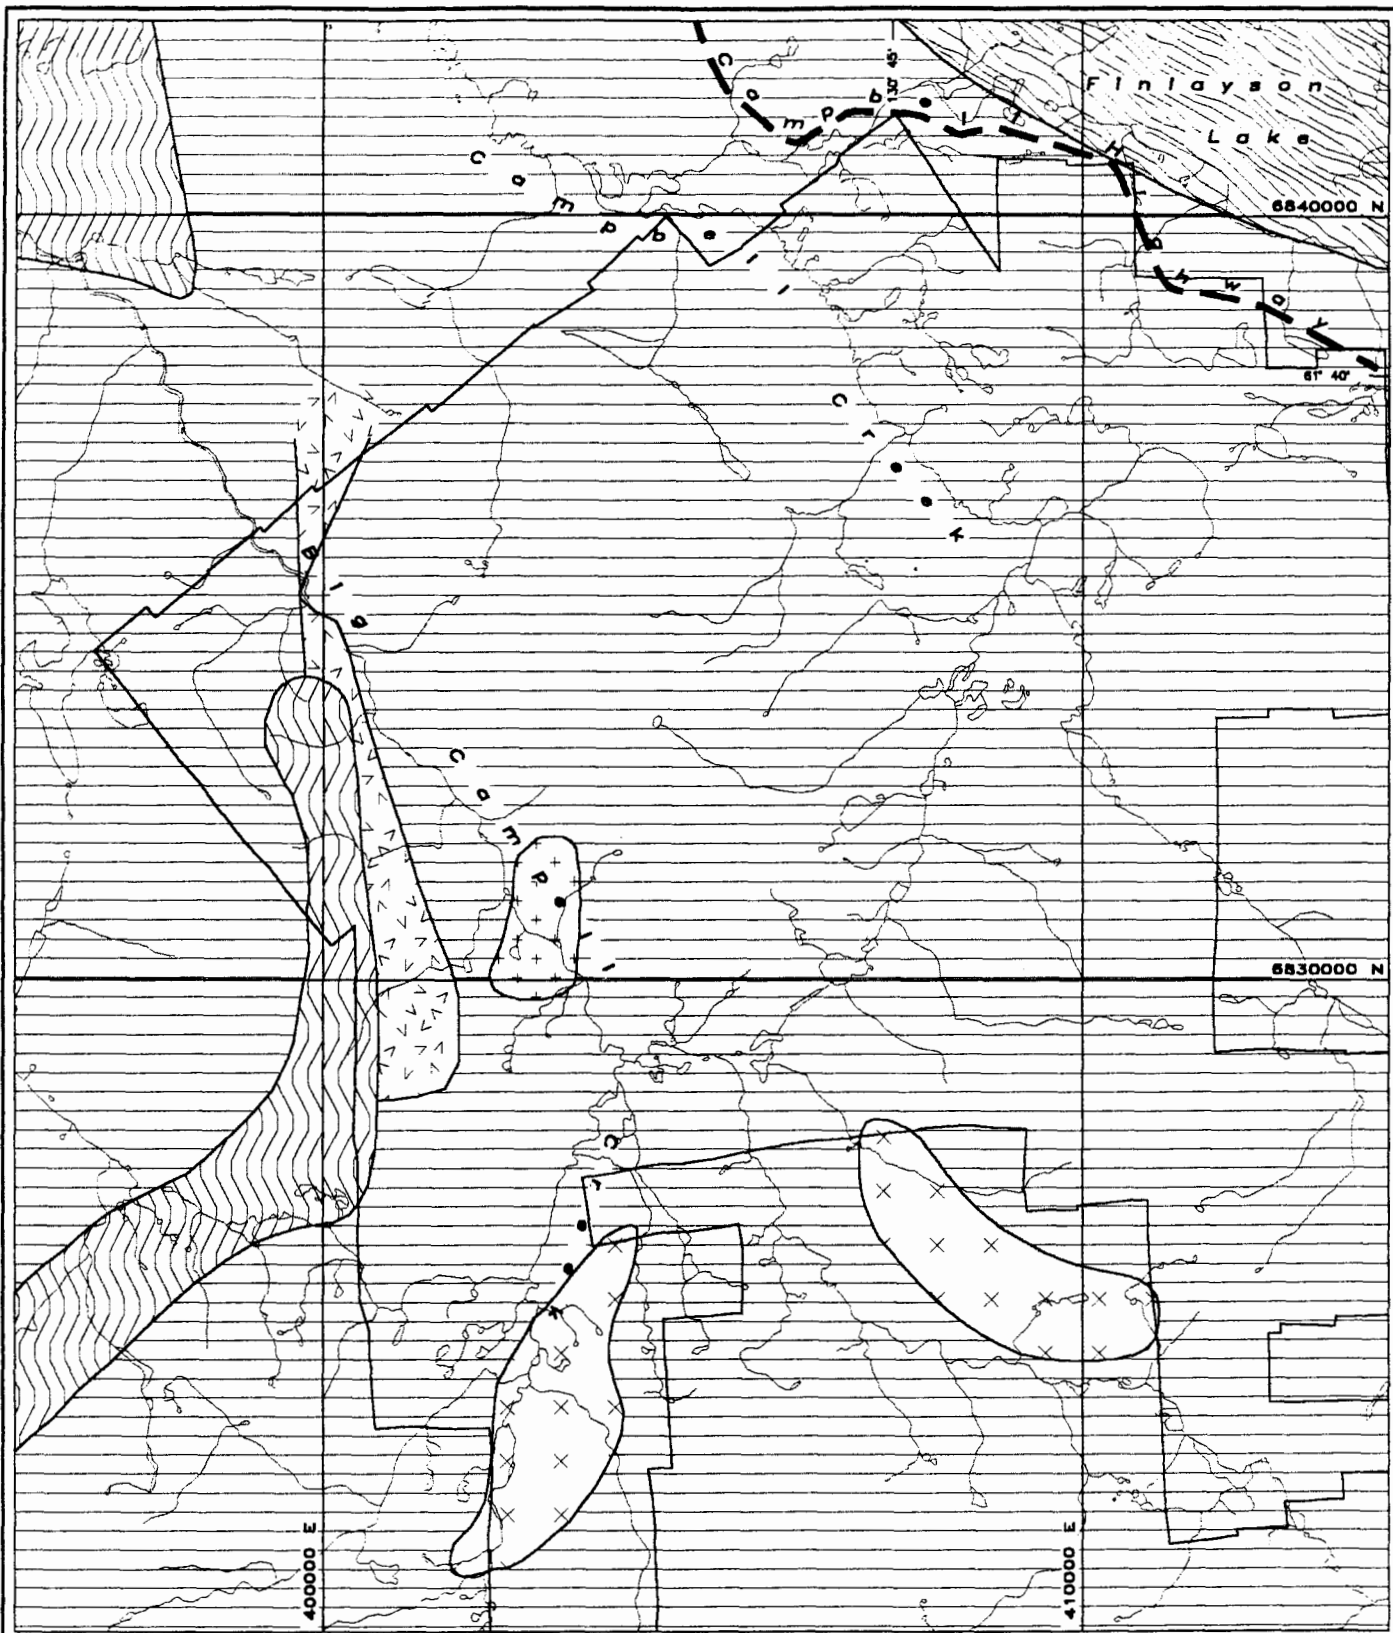 Campbell Highway
130° 45'
Finlayson
Lake
Campbell Creek
6840000 N
61° 40'
Big Campbell Creek
6830000 N
400000 E
410000 E